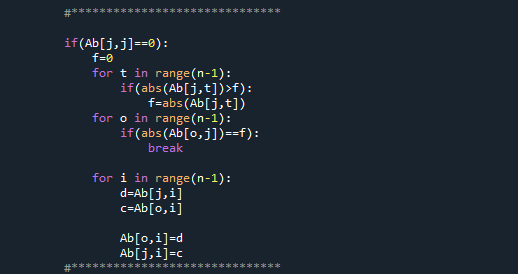 #******************************
if(Ab[j,j]==0):
    f=0
    for t in range(n-1):
        if(abs(Ab[j,t])>f):
            f=abs(Ab[j,t])
    for o in range(n-1):
        if(abs(Ab[o,j])==f):
            break
    for i in range(n-1):
        d=Ab[j,i]
        c=Ab[o,i]
        Ab[o,i]=d
        Ab[j,i]=c
#******************************